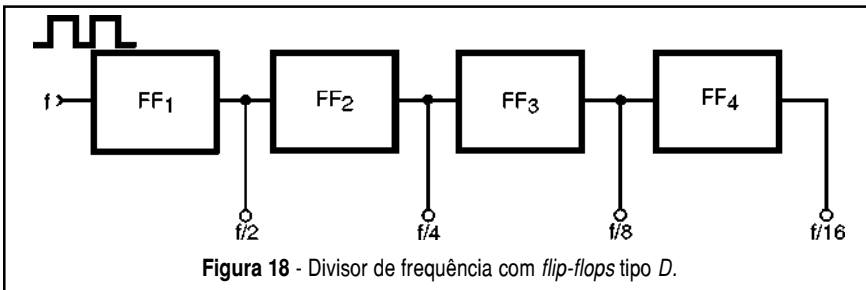 f
FF1
FF2
FF3
FF4
f/2
f/4
f/8
f/16
Figura 18 - Divisor de frequência com flip-flops tipo D.